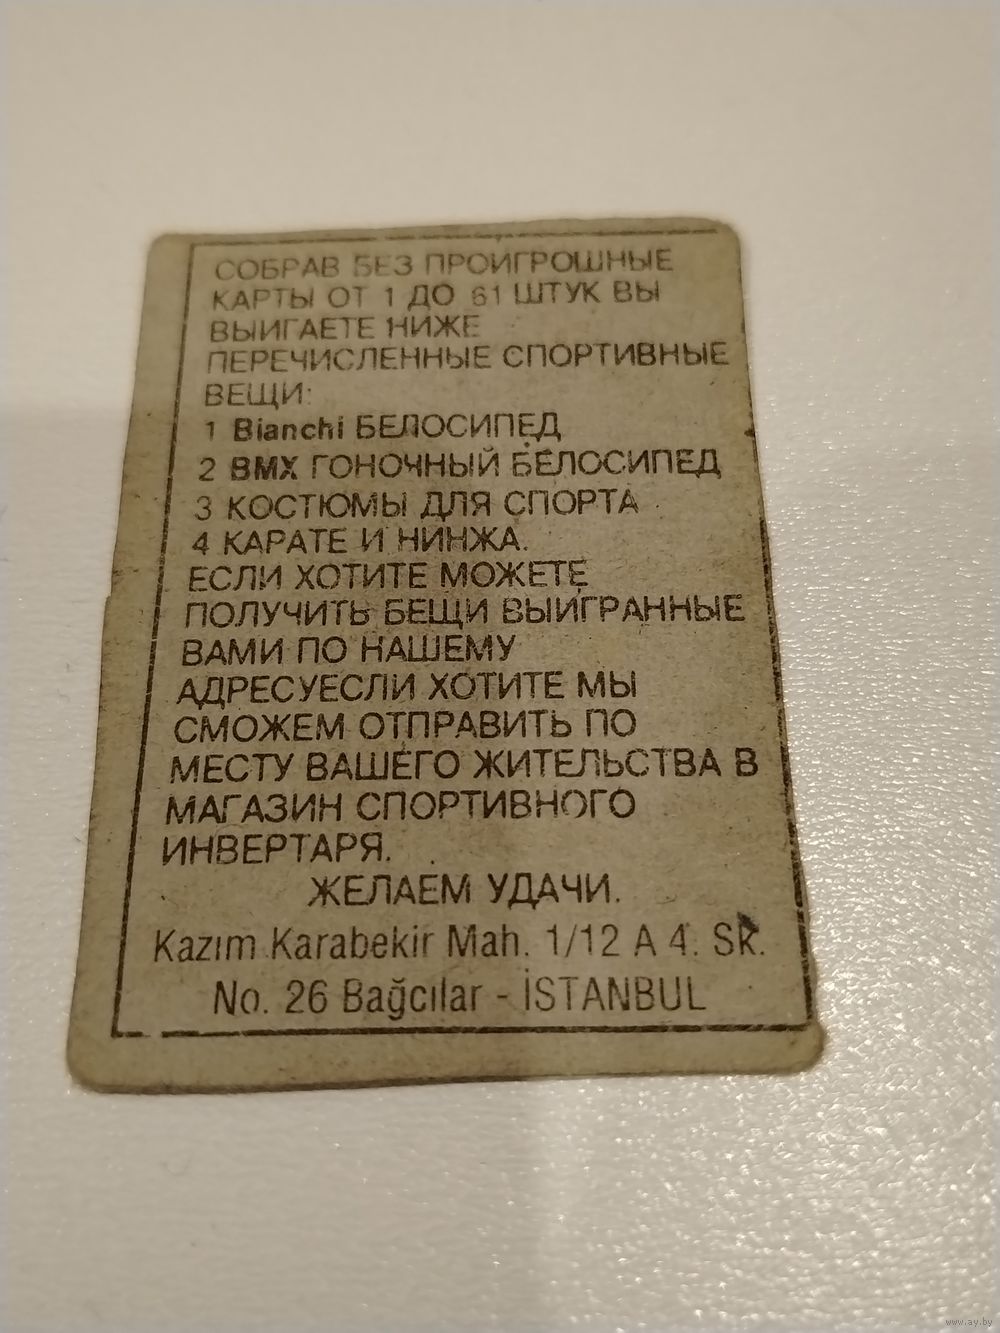 СОБРАВ БЕЗ ПРОИГРОШНЫЕ
КАРТЫ ОТ 1 ДО 61 ШТУК ВЫ
ВЫИГАЕТЕ НИЖЕ
ПЕРЕЧИСЛЕННЫЕ СПОРТИВНЫЕ
ВЕЩИ:
1 Bianchi БЕЛОСИПЕД
2 BMX ГОНОЧНЫЙ БЕЛОСИПЕД
3 КОСТЮМЫ ДЛЯ СПОРТА
4 КАРАТЕ И НИНЖА.
ЕСЛИ ХОТИТЕ МОЖЕТЕ
ПОЛУЧИТЬ БЕЩИ ВЫИГРАННЫЕ
ВАМИ ПО НАШЕМУ
АДРЕСУЕСЛИ ХОТИТЕ МЫ
СМОЖЕМ ОТПРАВИТЬ ПО
МЕСТУ ВАШЕГО ЖИТЕЛЬСТВА В
МАГАЗИН СПОРТИВНОГО
ИНВЕРТАРЯ.
ЖЕЛАЕМ УДАЧИ.
Kazım Karabekir Mah. 1/12 A 4. Sk.
No. 26 Bağcılar - İSTANBUL
www.ay.by